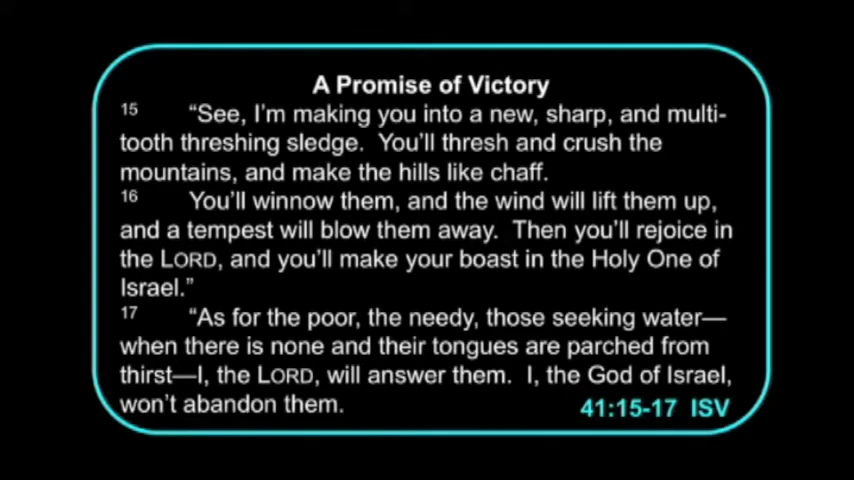 A Promise of Victory
15 “See, I’m making you into a new, sharp, and multi-
tooth threshing sledge. You’ll thresh and crush the
mountains, and make the hills like chaff.
16 You’ll winnow them, and the wind will lift them up,
and a tempest will blow them away. Then you’ll rejoice in
the LORD, and you’ll make your boast in the Holy One of
Israel.”
17 “As for the poor, the needy, those seeking water—
when there is none and their tongues are parched from
thirst—I, the LORD, will answer them. I, the God of Israel,
won’t abandon them.
41:15-17 ISV